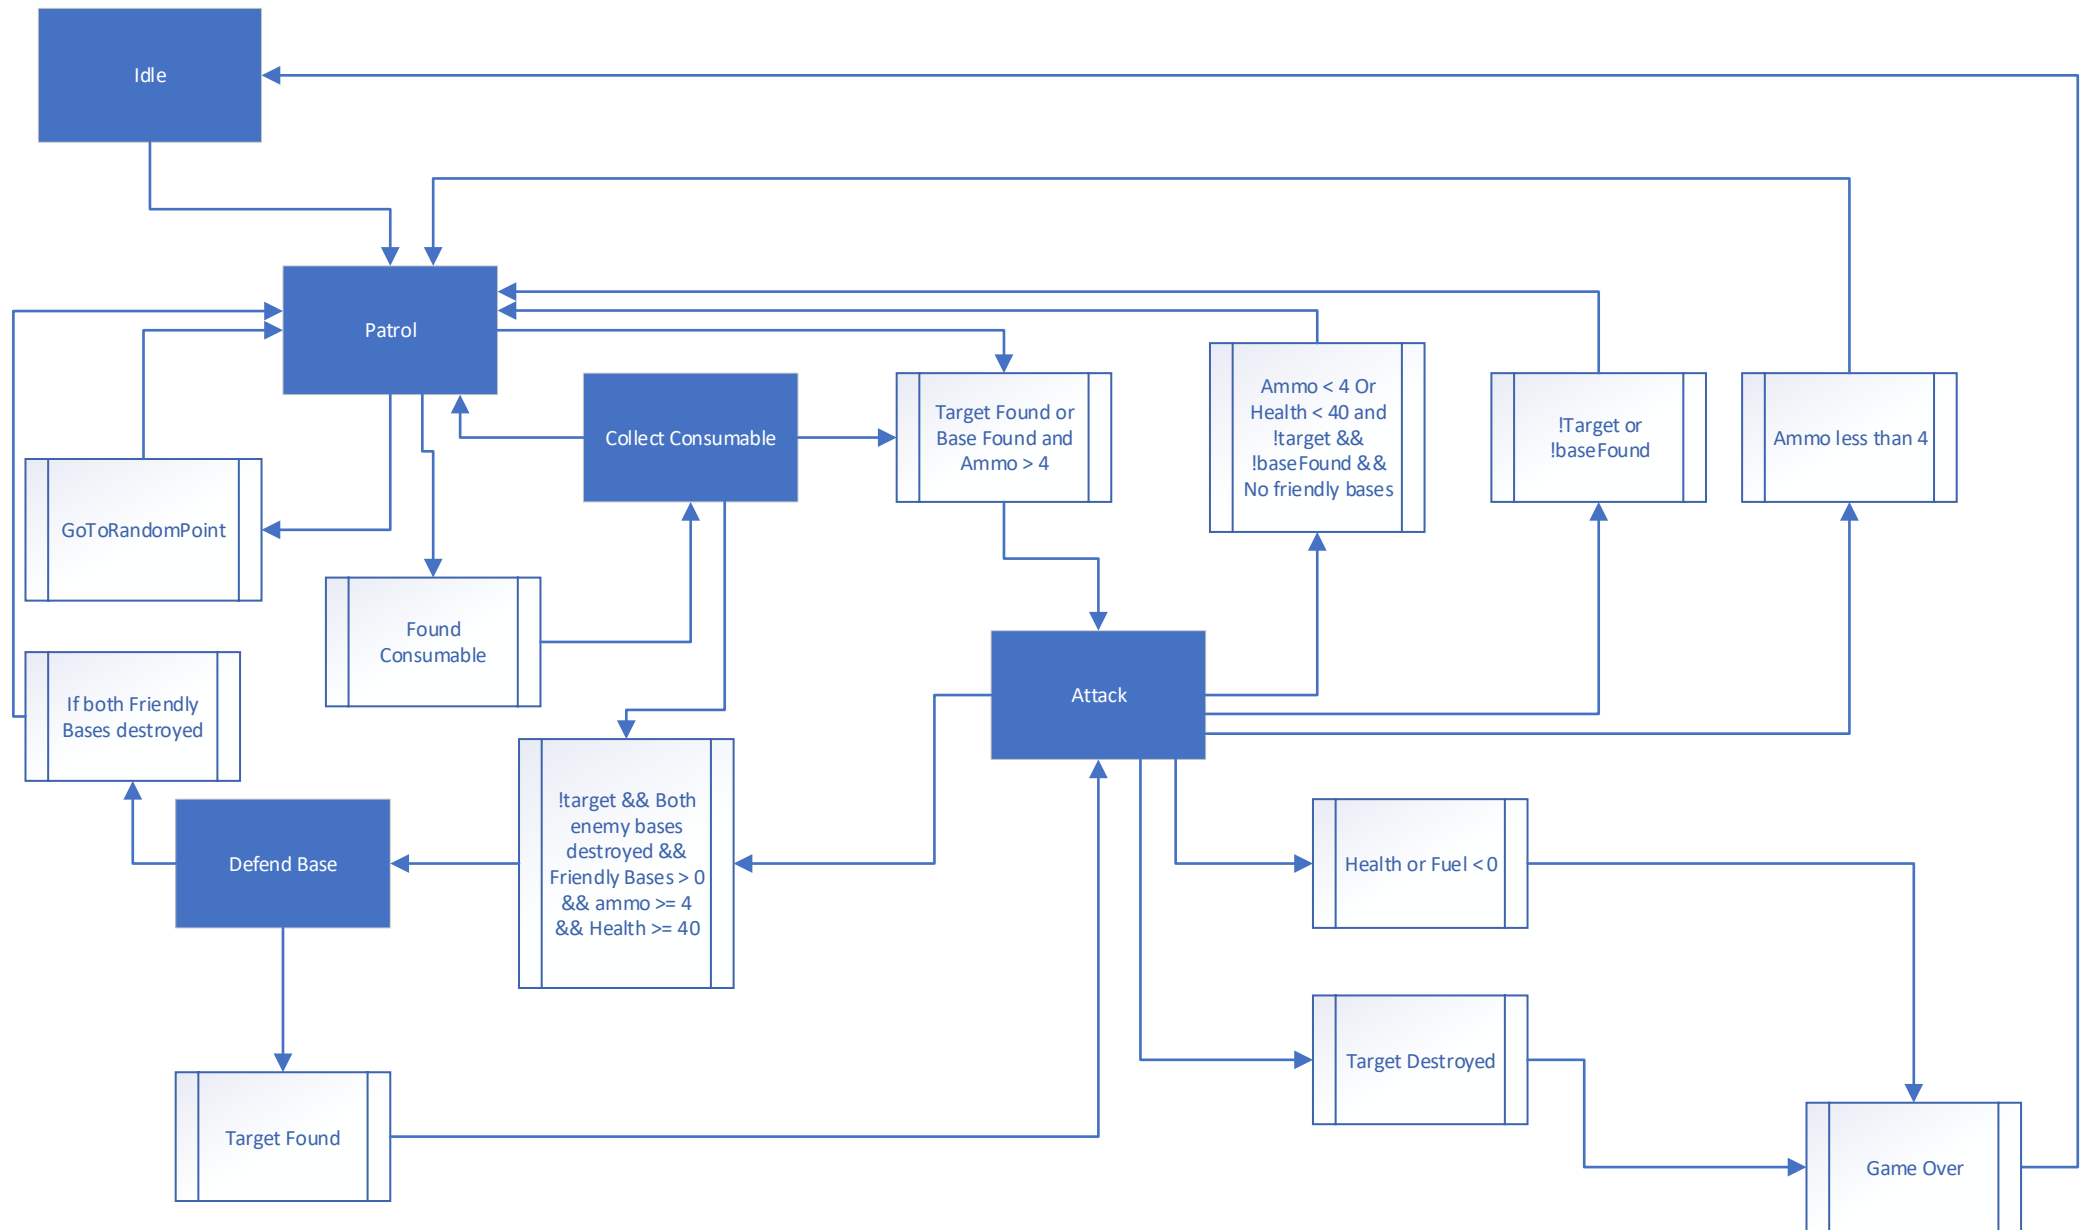 Idle
Patrol
Collect Consumable
Target Found or
Base Found and
Ammo > 4
Ammo < 4 Or
Health < 40 and
!target &&
!baseFound &&
No friendly bases
!Target or
!baseFound
Ammo less than 4
GoToRandomPoint
Found
Consumable
If both Friendly
Bases destroyed
Attack
!target && Both
enemy bases
destroyed &&
Friendly Bases > 0
&& ammo >= 4
&& Health >= 40
Defend Base
Health or Fuel <0
Target Destroyed
Target Found
Game Over